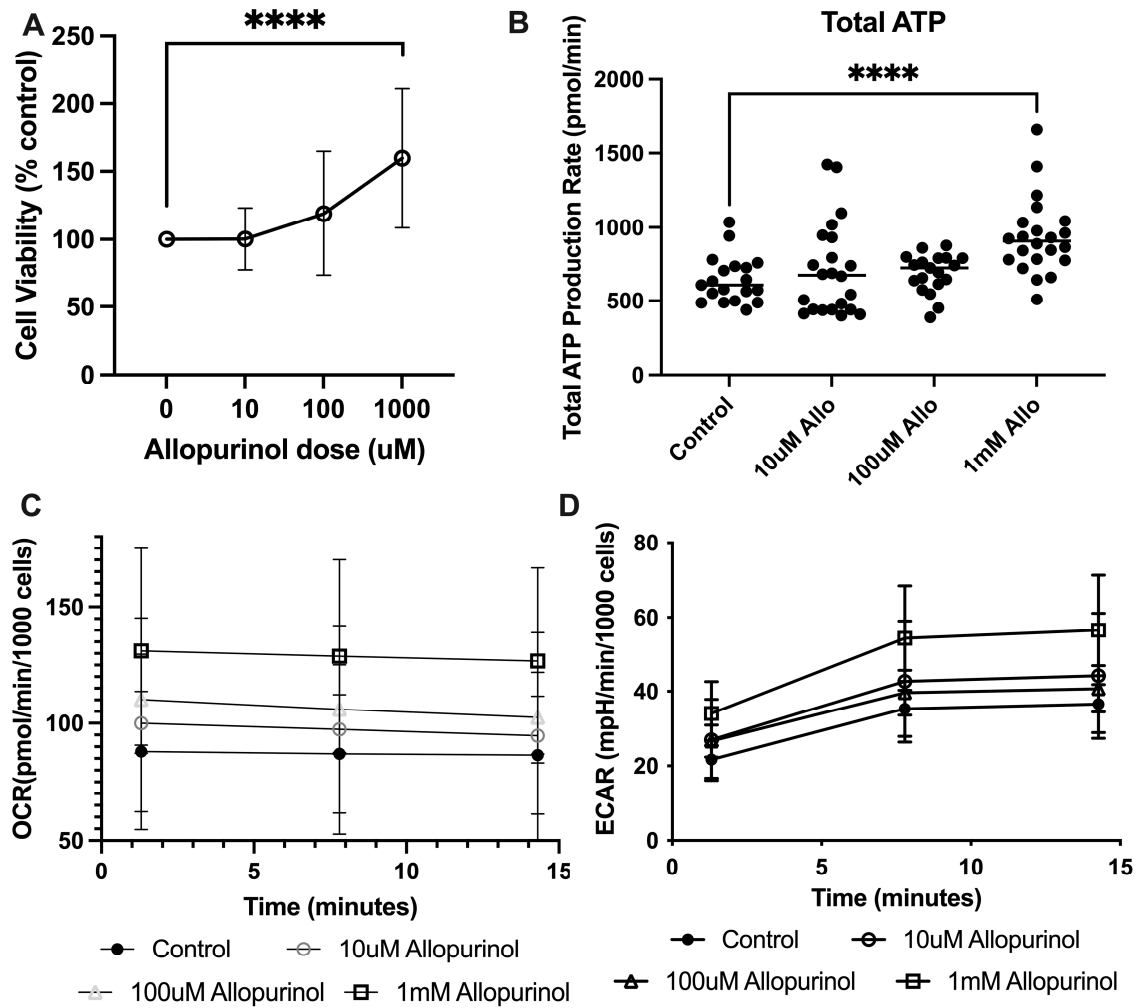 A
****
250
200
150
100
50
0
Cell Viability (% control)
0 10 100 1000
Allopurinol dose (uM)
B
Total ATP
****
2000
1500
1000
500
0
Total ATP Production Rate (pmol/min)
Control
10uM Allo
100uM Allo
1mM Allo
C
150
100
50
OCR(pmol/min/1000 cells)
0 5 10 15
Time (minutes)
Control
10uM Allopurinol
100uM Allopurinol
1mM Allopurinol
D
80
60
40
20
0
ECAR (mpH/min/1000 cells)
0 5 10 15
Time (minutes)
Control
10uM Allopurinol
100uM Allopurinol
1mM Allopurinol